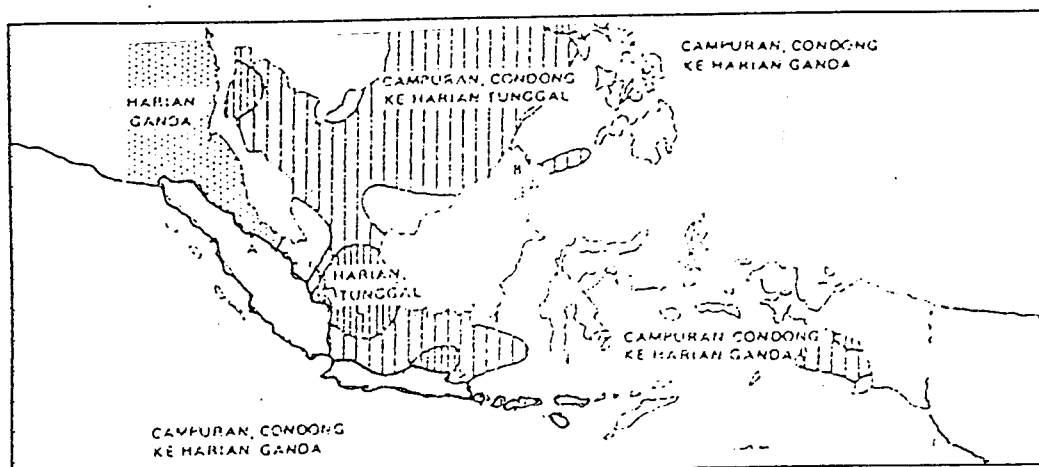 CAMPURAN, CONDONG
KE HARIAN GANDA
CAMPURAN, CONDONG
KE HARIAN TUNGGAL
HARIAN
GANDA
HARIAN,
TUNGGAL
CAMPURAN CONDONG
KE HARIAN GANDA
CAMPURAN, CONDONG
KE HARIAN GANDA